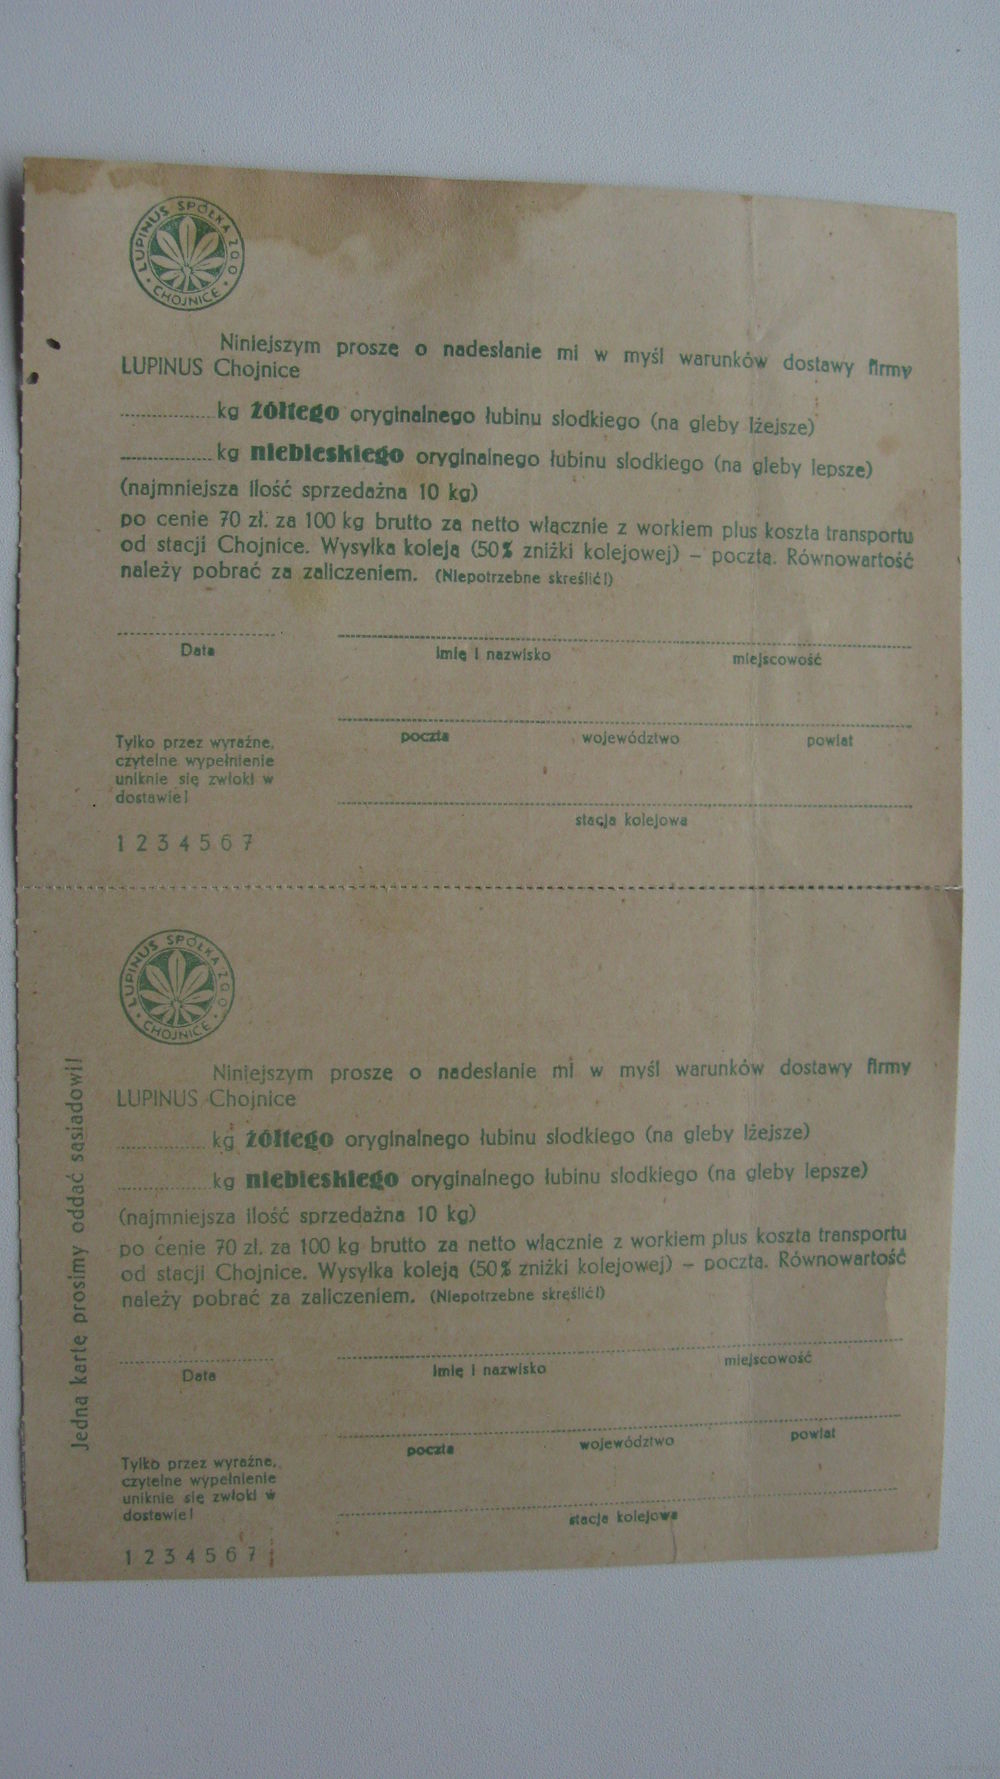 LUPINUS SPÓŁKA Z O.O.
CHOJNICE
Niniejszym proszę o nadesłanie mi w myśl warunków dostawy firmy
LUPINUS Chojnice
kg żółtego oryginalnego łubinu słodkiego (na gleby lżejsze)
kg niebieskiego oryginalnego łubinu słodkiego (na gleby lepsze)
(najmniejsza ilość sprzedażna 10 kg)
po cenie 70 zł. za 100 kg brutto za netto włącznie z workiem plus koszta transportu
od stacji Chojnice. Wysyłka koleją (50% zniżki kolejowej) – pocztą. Równowartość
należy pobrać za zaliczeniem. (Niepotrzebne skreślić!)
Data imię i nazwisko miejscowość
poczta województwo powiat
Tylko przez wyraźne,
czytelne wypełnienie
uniknie się zwłoki w
dostawie!
stacja kolejowa
1 2 3 4 5 6 7
LUPINUS SPÓŁKA Z O.O.
CHOJNICE
Niniejszym proszę o nadesłanie mi w myśl warunków dostawy firmy
LUPINUS Chojnice
kg żółtego oryginalnego łubinu słodkiego (na gleby lżejsze)
kg niebieskiego oryginalnego łubinu słodkiego (na gleby lepsze)
(najmniejsza ilość sprzedażna 10 kg)
po cenie 70 zł. za 100 kg brutto za netto włącznie z workiem plus koszta transportu
od stacji Chojnice. Wysyłka koleją (50% zniżki kolejowej) – pocztą. Równowartość
należy pobrać za zaliczeniem. (Niepotrzebne skreślić!)
Data imię i nazwisko miejscowość
poczta województwo powiat
Tylko przez wyraźne,
czytelne wypełnienie
uniknie się zwłoki w
dostawie!
stacja kolejowa
1 2 3 4 5 6 7
Jedną kartę prosimy oddać sąsiadowi!